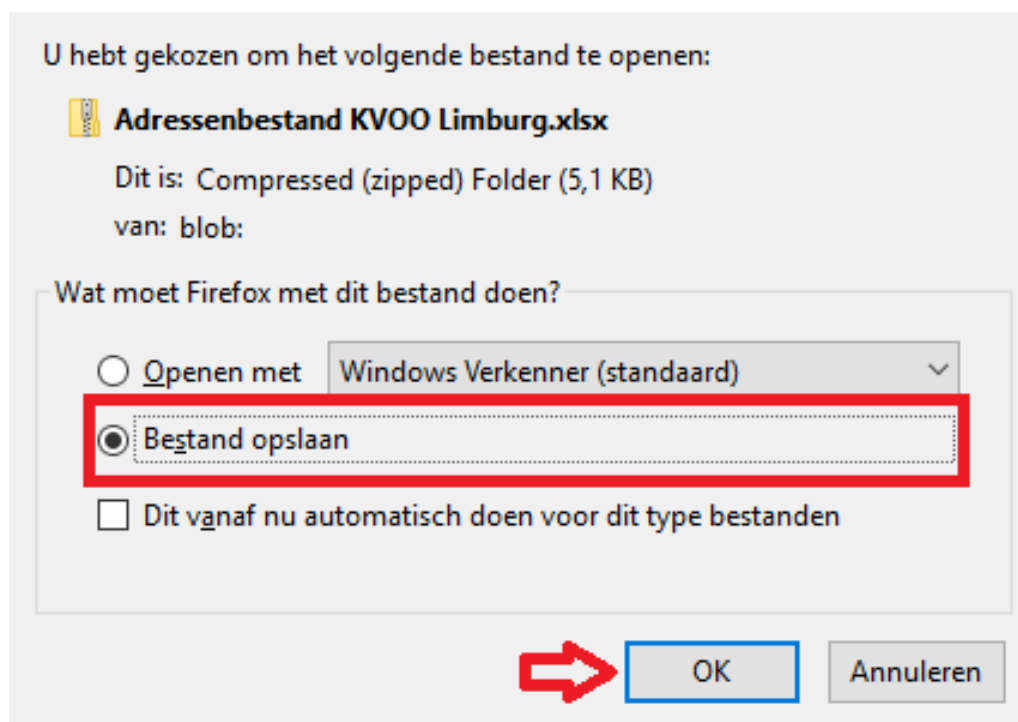 U hebt gekozen om het volgende bestand te openen:
Adressenbestand KVOO Limburg.xlsx
Dit is: Compressed (zipped) Folder (5,1 KB)
van: blob:
Wat moet Firefox met dit bestand doen?
Openen met Windows Verkenner (standaard)
Bestand opslaan
Dit vanaf nu automatisch doen voor dit type bestanden
OK Annuleren